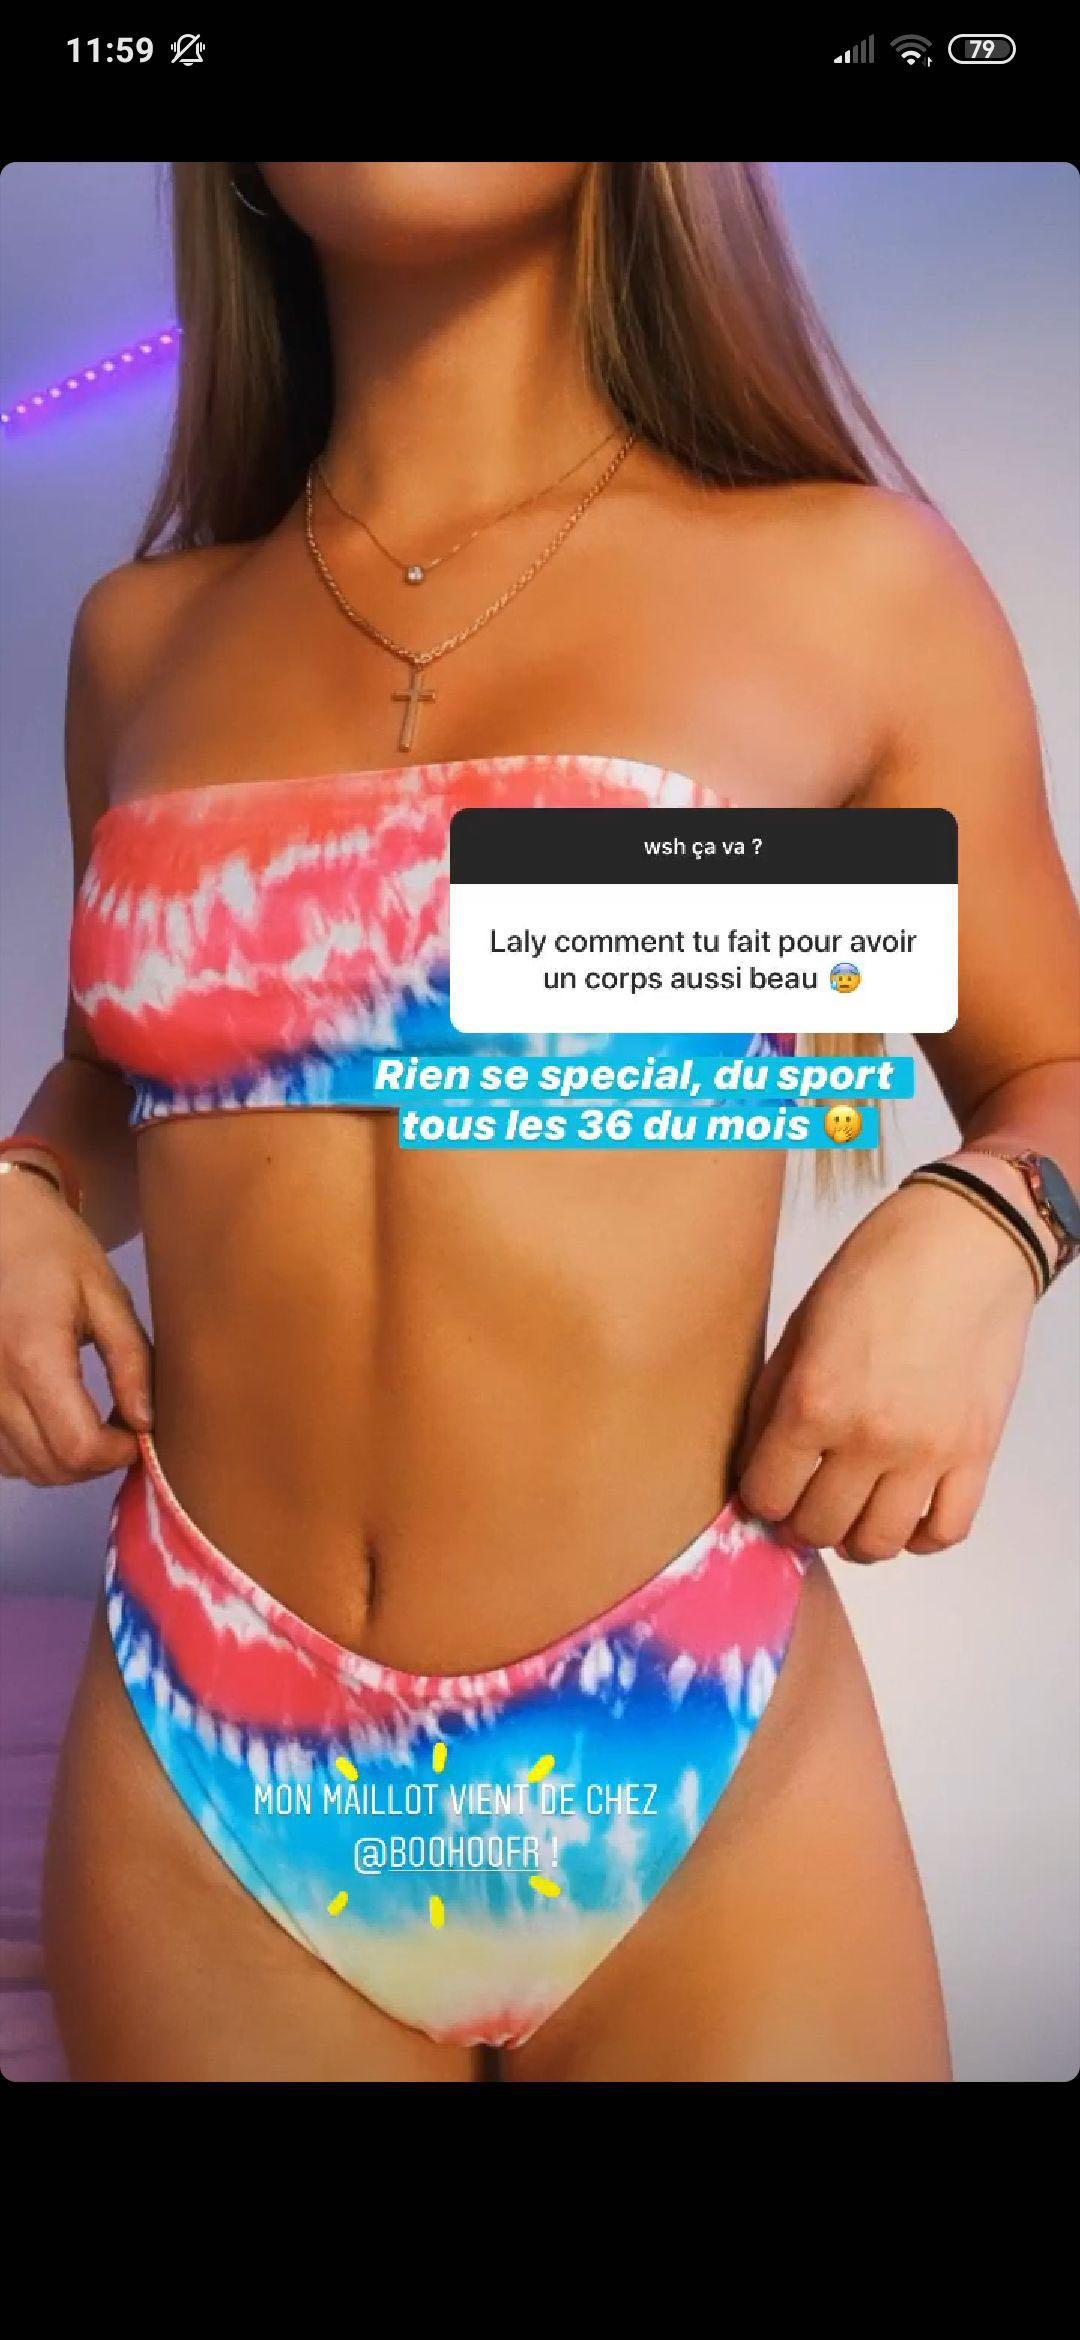 11:59
79
wsh ça va ?
Laly comment tu fait pour avoir
un corps aussi beau 😰
Rien se special, du sport
tous les 36 du mois 🤭
MON MAILLOT VIENT DE CHEZ
@BOOHOOFR !